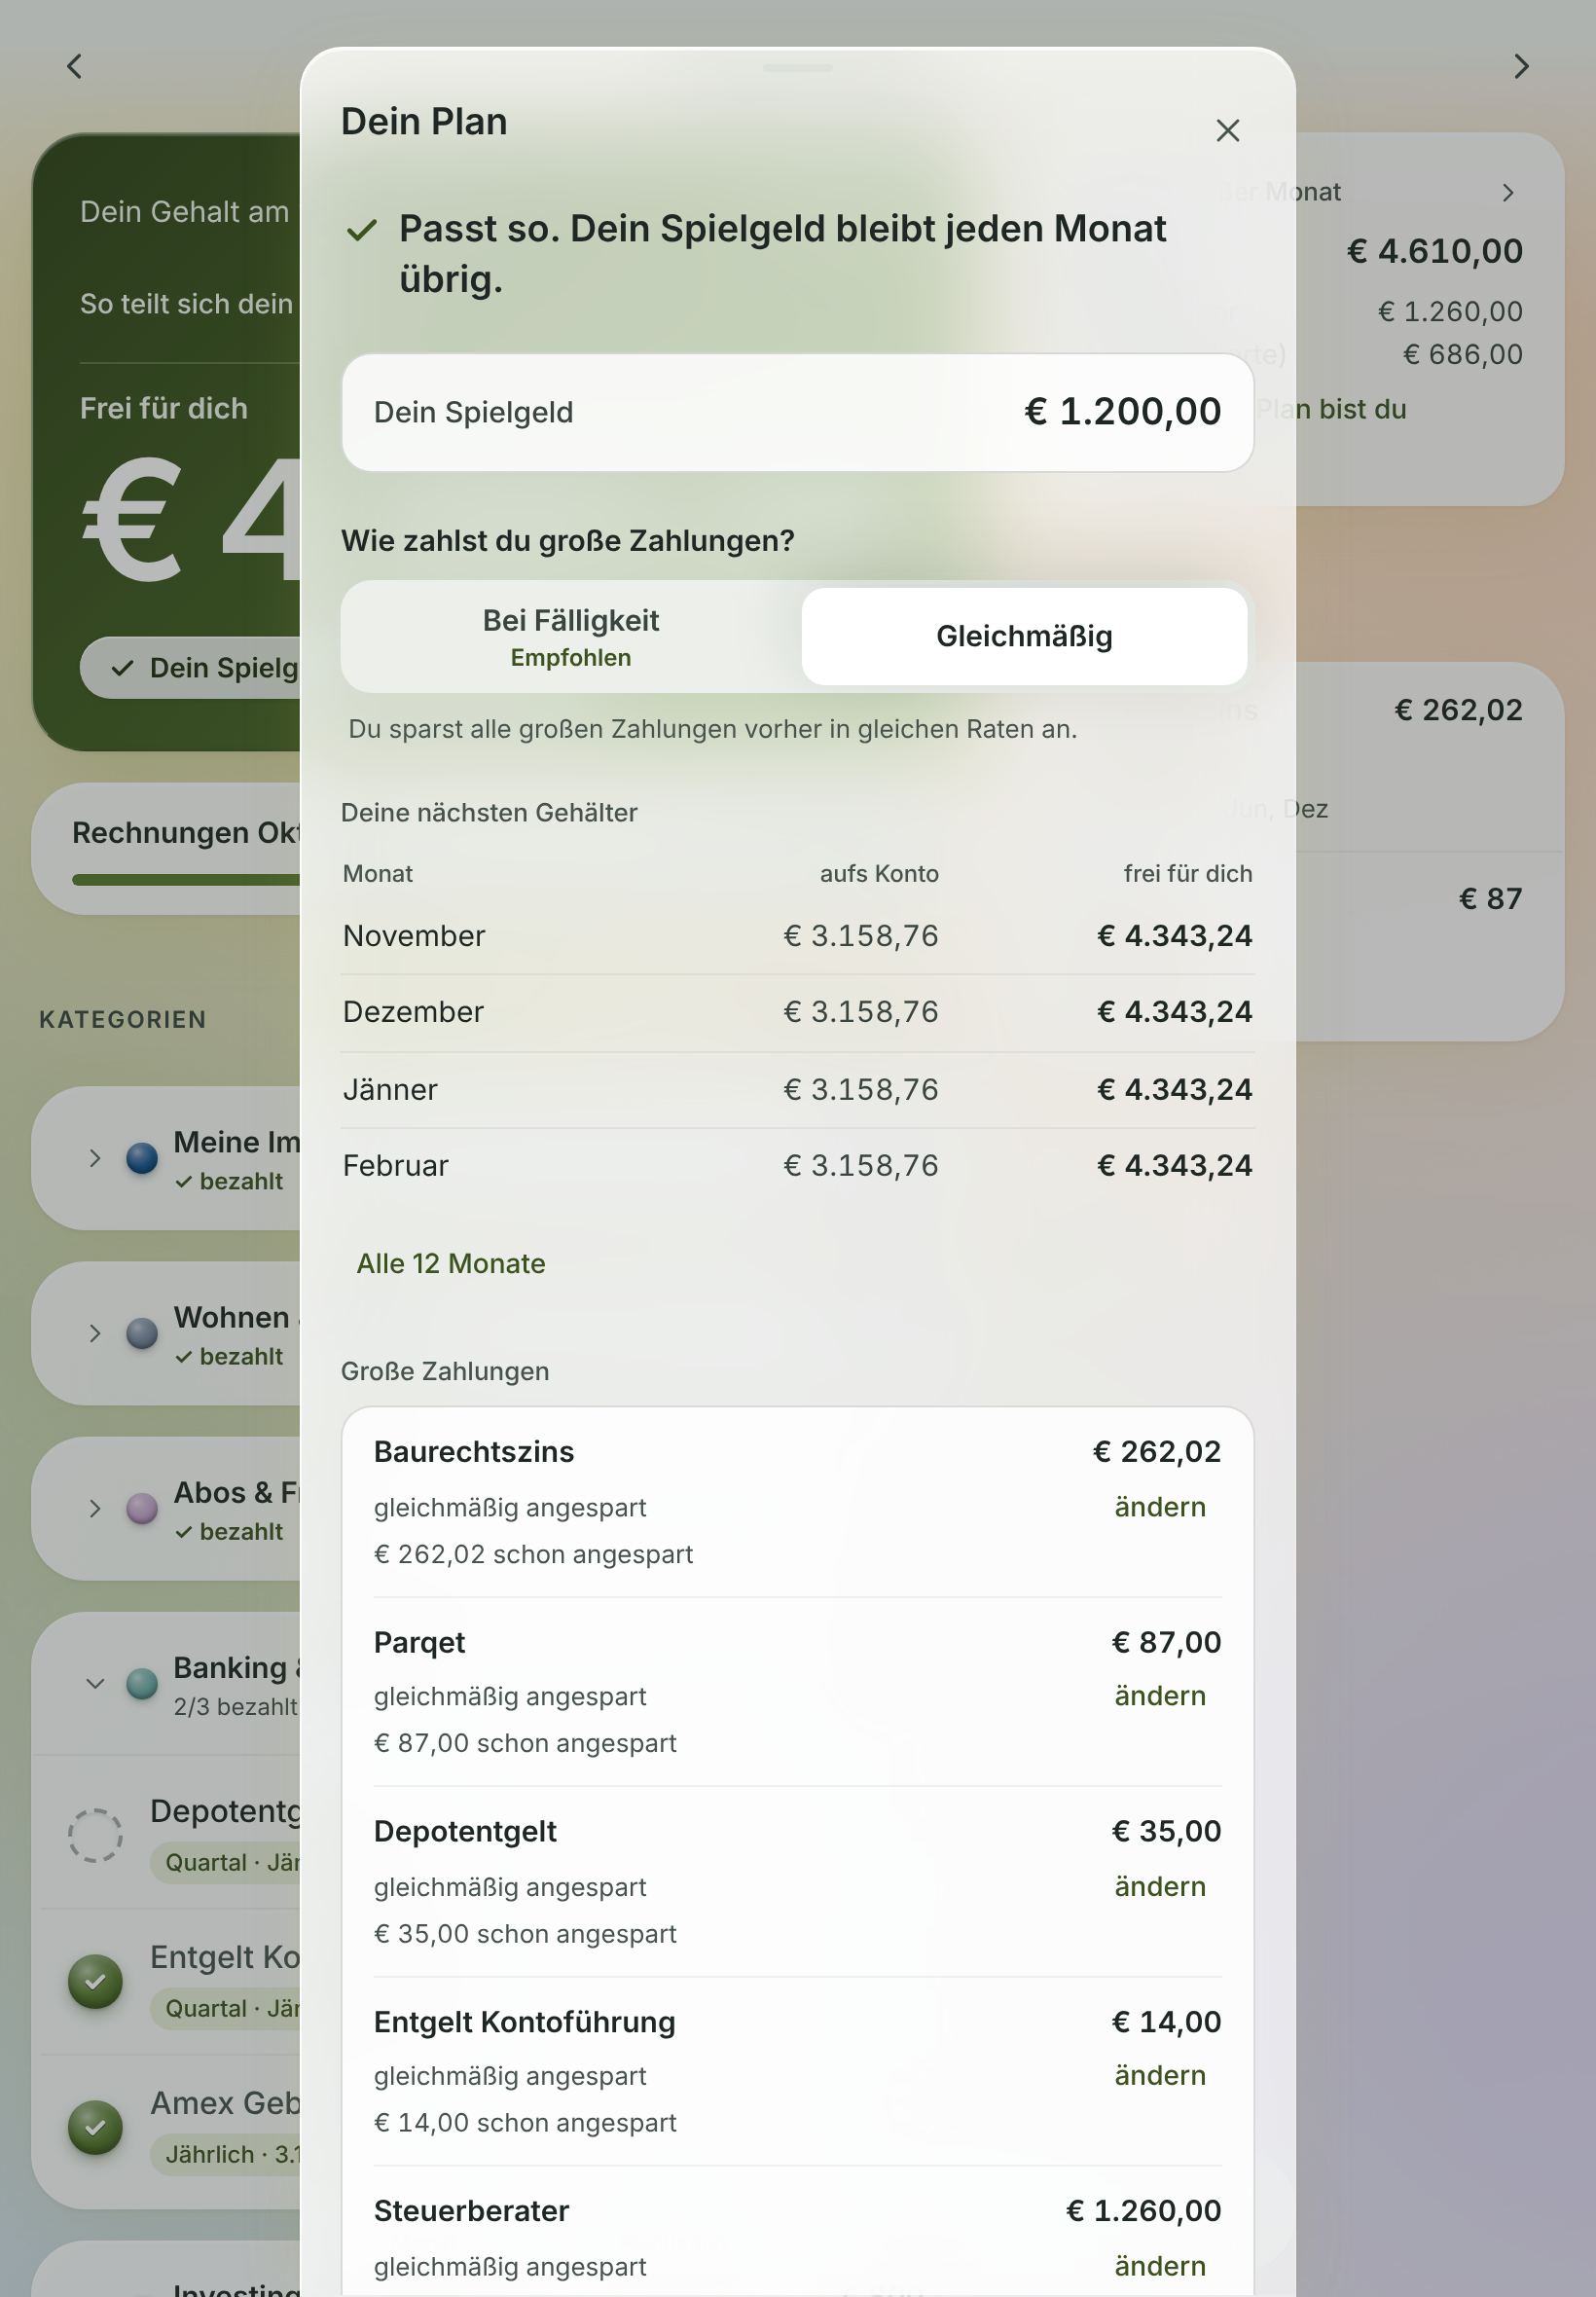 Dein Plan
Passt so. Dein Spielgeld bleibt jeden Monat
übrig.
Dein Spielgeld € 1.200,00
Wie zahlst du große Zahlungen?
Bei Fälligkeit
Empfohlen
Gleichmäßig
Du sparst alle großen Zahlungen vorher in gleichen Raten an.
Deine nächsten Gehälter
Monat aufs Konto frei für dich
November € 3.158,76 € 4.343,24
Dezember € 3.158,76 € 4.343,24
Jänner € 3.158,76 € 4.343,24
Februar € 3.158,76 € 4.343,24
Alle 12 Monate
Große Zahlungen
Baurechtszins € 262,02
gleichmäßig angespart ändern
€ 262,02 schon angespart
Parqet € 87,00
gleichmäßig angespart ändern
€ 87,00 schon angespart
Depotentgelt € 35,00
gleichmäßig angespart ändern
€ 35,00 schon angespart
Entgelt Kontoführung € 14,00
gleichmäßig angespart ändern
€ 14,00 schon angespart
Steuerberater € 1.260,00
gleichmäßig angespart ändern
Dein Gehalt am
So teilt sich dein
Frei für dich
€ 4
Dein Spielg
Rechnungen Okt
KATEGORIEN
Meine Im
bezahlt
Wohnen
bezahlt
Abos & Fr
bezahlt
Banking &
2/3 bezahlt
Depotentg
Quartal · Jän
Entgelt Ko
Quartal · Jän
Amex Geb
Jährlich · 3.1
Investing
Monat
€ 4.610,00
€ 1.260,00
€ 686,00
Plan bist du
€ 262,02
Dez
€ 87